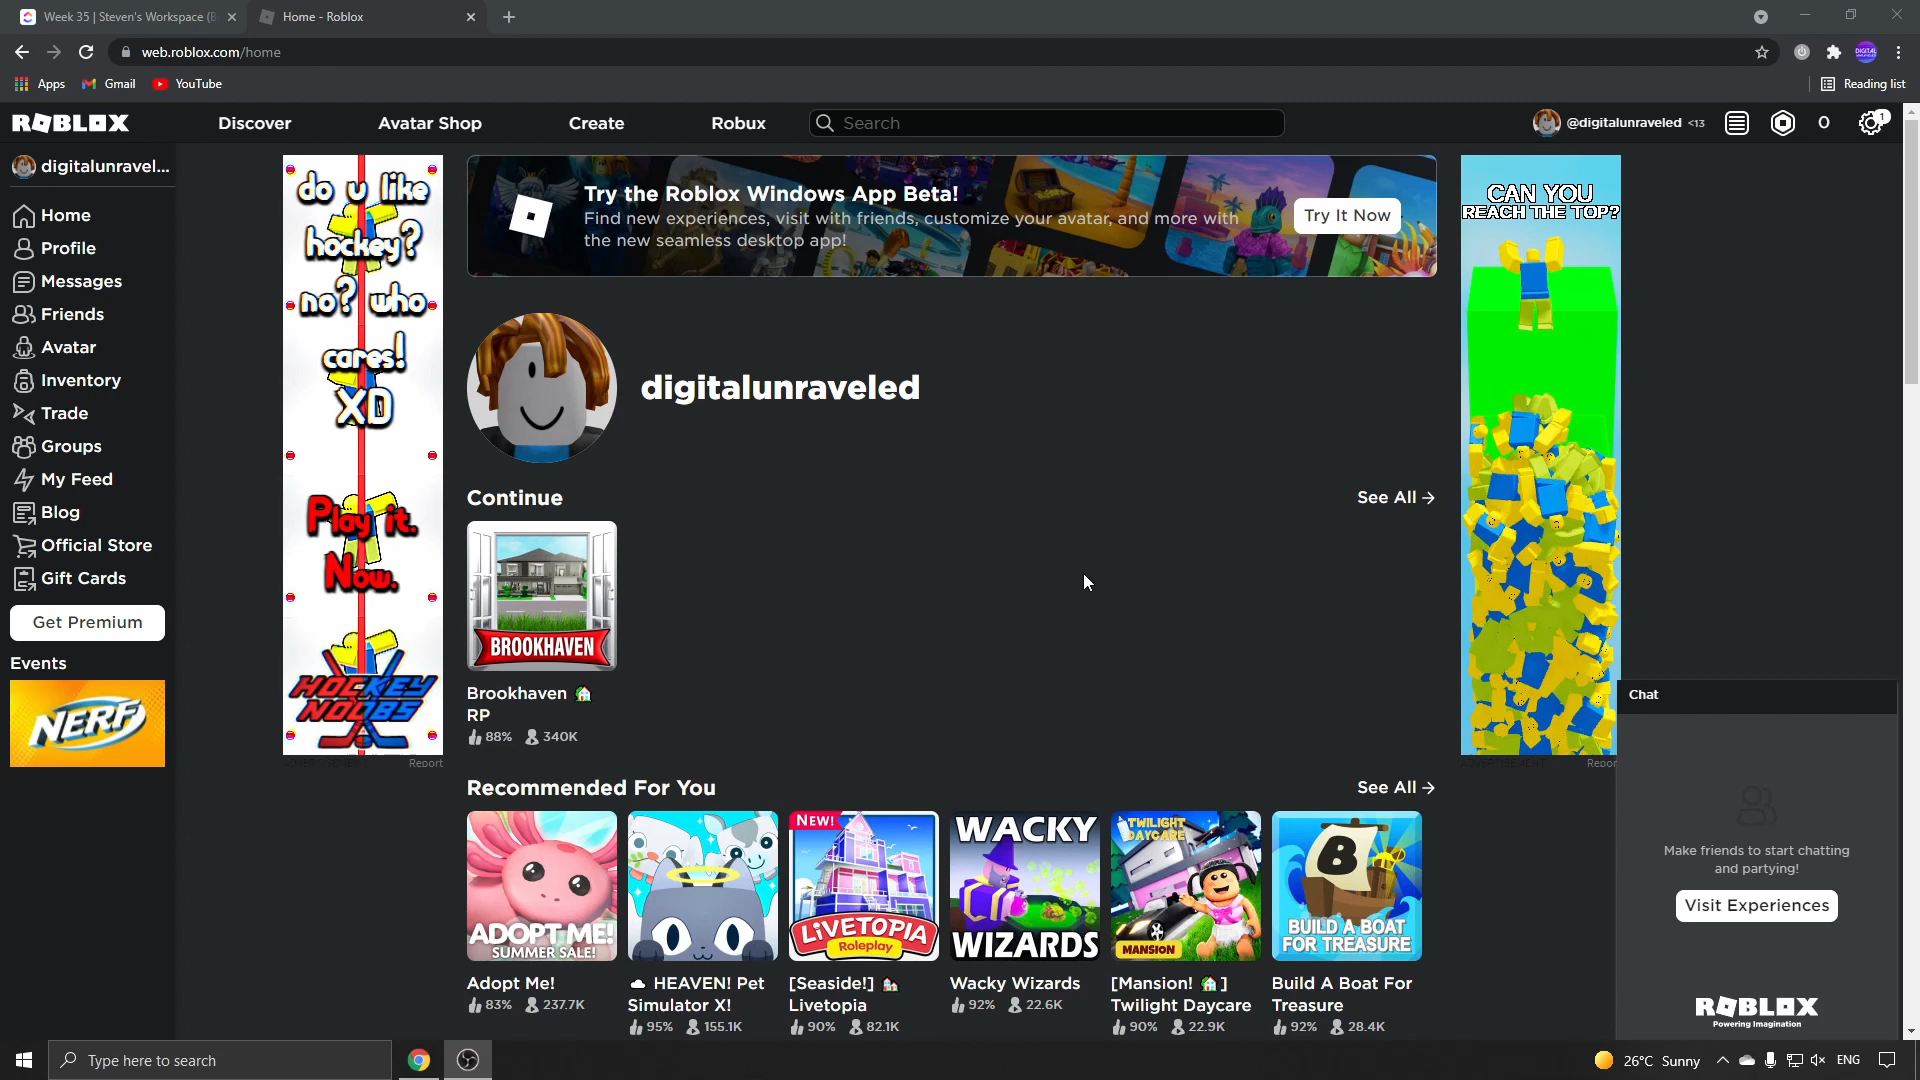 Week 35 | Steven's Workspace (B
Home - Roblox
web.roblox.com/home
Apps
Gmail
YouTube
DIGITAL
Reading list
ROBLOX
Discover
Avatar Shop
Create
Robux
Search
@digitalunraveled <13
0
1
digitalunravel...
Home
Profile
Messages
Friends
Avatar
Inventory
Trade
Groups
My Feed
Blog
Official Store
Gift Cards
Get Premium
Events
NERF
do u like
hockey?
no? who
cares!
XD
Play it.
Now.
HOCKEY
NOOBS
ADVERTISEMENT
Report
Try the Roblox Windows App Beta!
Find new experiences, visit with friends, customize your avatar, and more with
the new seamless desktop app!
Try It Now
digitalunraveled
Continue
See All →
BROOKHAVEN
Brookhaven
RP
88% 340K
Recommended For You
See All →
ADOPT ME!
SUMMER SALE!
NEW!
LIVETOPIA
Roleplay
WACKY
WIZARDS
TWILIGHT
DAYCARE
MANSION
B
BUILD A BOAT
FOR TREASURE
Adopt Me!
83% 237.7K
HEAVEN! Pet
Simulator X!
95% 155.1K
[Seaside!]
Livetopia
90% 82.1K
Wacky Wizards
92% 22.6K
[Mansion! ]
Twilight Daycare
90% 22.9K
Build A Boat For
Treasure
92% 28.4K
CAN YOU
REACH THE TOP?
ADVERTISEMENT
Repor
Chat
Make friends to start chatting
and partying!
Visit Experiences
ROBLOX
Powering Imagination
Type here to search
26°C Sunny
ENG